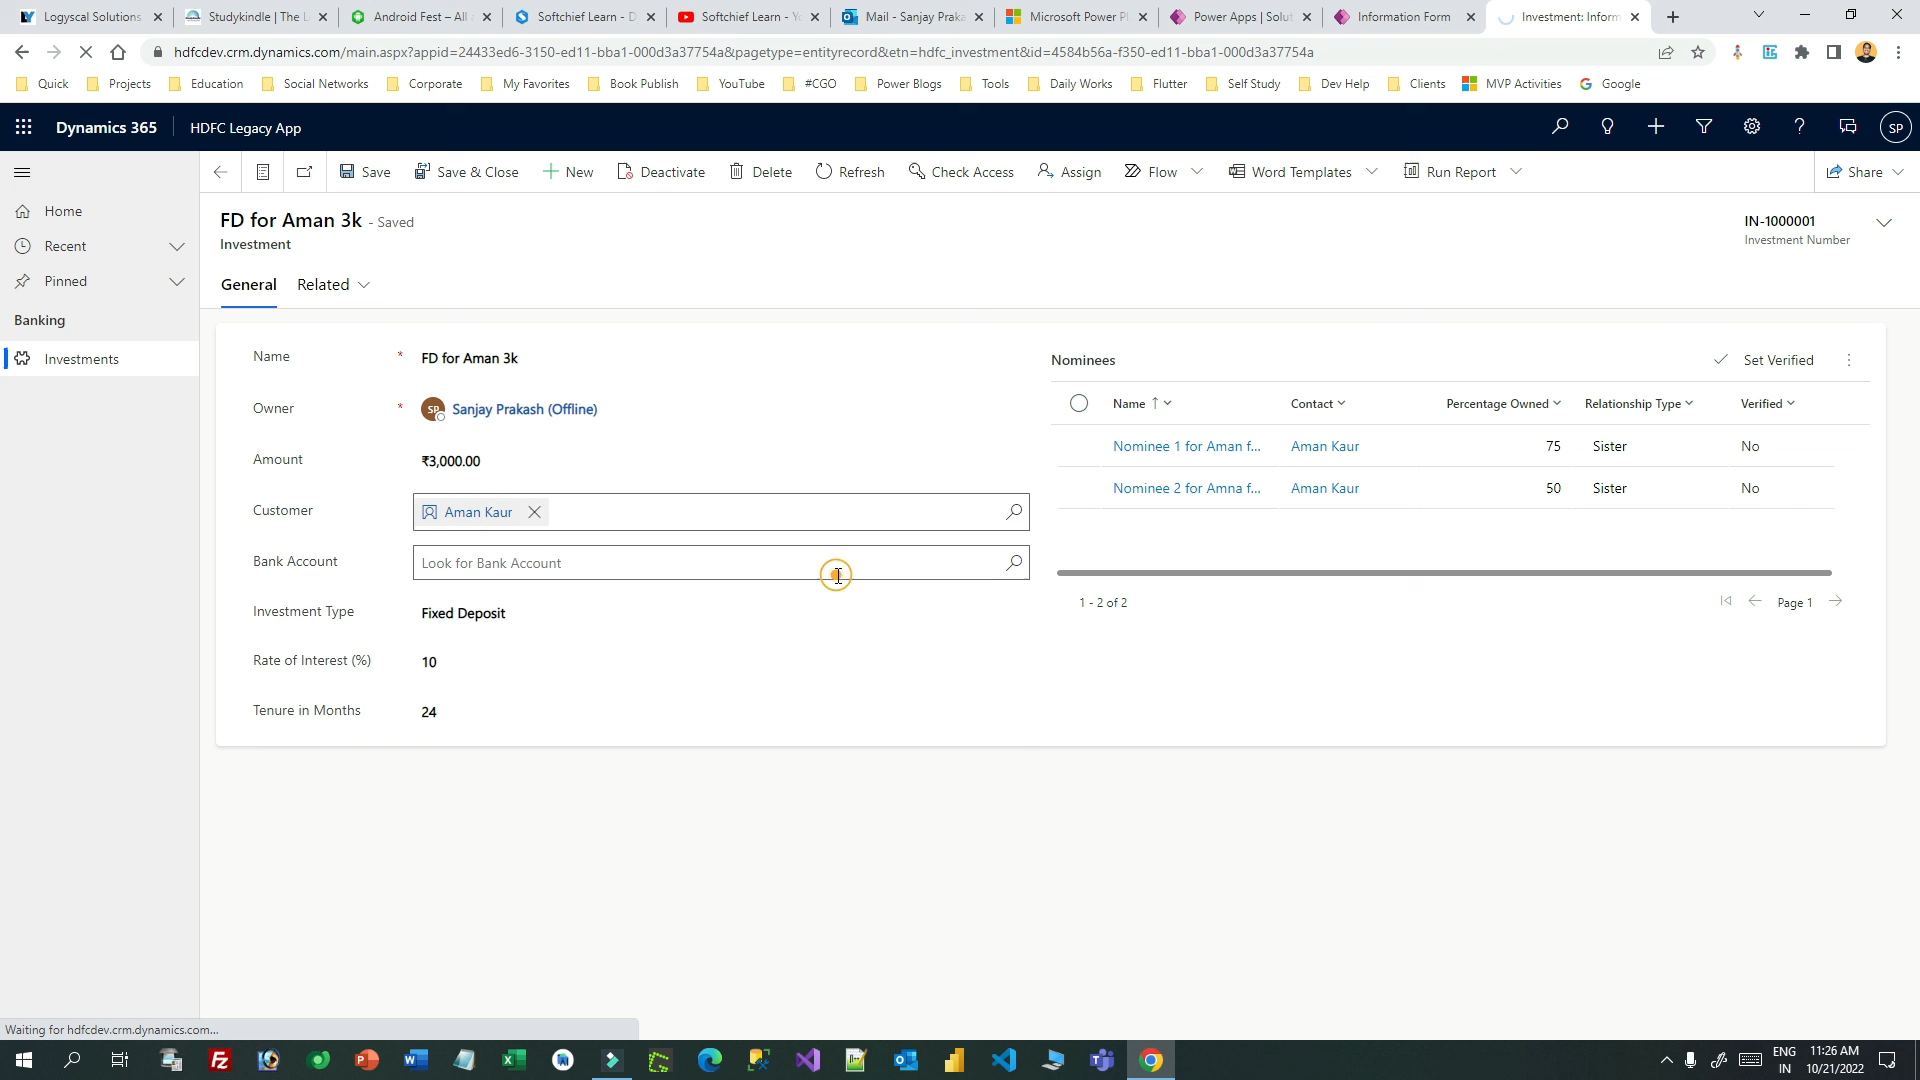 Logyscal Solutions
Studykindle | The L
Android Fest – All
Softchief Learn - D
Softchief Learn - Yo
Mail - Sanjay Praka
Microsoft Power Pl
Power Apps | Solut
Information Form
Investment: Inform
hdfcdev.crm.dynamics.com/main.aspx?appid=24433ed6-3150-ed11-bba1-000d3a37754a&pagetype=entityrecord&etn=hdfc_investment&id=4584b56a-f350-ed11-bba1-000d3a37754a
Quick Projects Education Social Networks Corporate My Favorites Book Publish YouTube #CGO Power Blogs Tools Daily Works Flutter Self Study Dev Help Clients MVP Activities Google
Dynamics 365 HDFC Legacy App SP
Save Save & Close New Deactivate Delete Refresh Check Access Assign Flow Word Templates Run Report Share
Home
Recent
Pinned
Banking
Investments
FD for Aman 3k - Saved
Investment
IN-1000001
Investment Number
General Related
Name * FD for Aman 3k
Owner * SP Sanjay Prakash (Offline)
Amount ₹3,000.00
Customer Aman Kaur
Bank Account Look for Bank Account
Investment Type Fixed Deposit
Rate of Interest (%) 10
Tenure in Months 24
Nominees Set Verified
Name Contact Percentage Owned Relationship Type Verified
Nominee 1 for Aman f... Aman Kaur 75 Sister No
Nominee 2 for Amna f... Aman Kaur 50 Sister No
1 - 2 of 2 Page 1
Waiting for hdfcdev.crm.dynamics.com...
ENG
IN
11:26 AM
10/21/2022